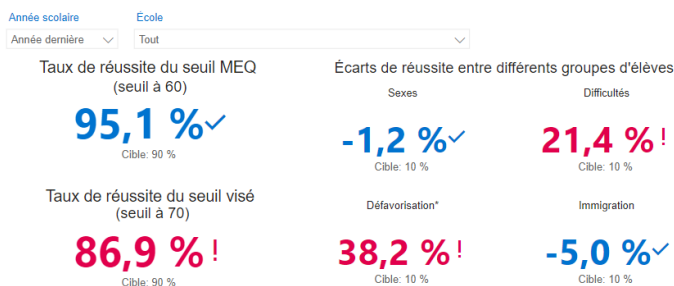 Année scolaire
École
Année dernière
Tout
Taux de réussite du seuil MEQ
(seuil à 60)
95,1 %
Cible: 90 %
Écarts de réussite entre différents groupes d'élèves
Sexes
-1,2 %
Cible: 10 %
Difficultés
21,4 % !
Cible: 10 %
Taux de réussite du seuil visé
(seuil à 70)
86,9 % !
Cible: 90 %
Défavorisation*
38,2 % !
Cible: 10 %
Immigration
-5,0 %
Cible: 10 %